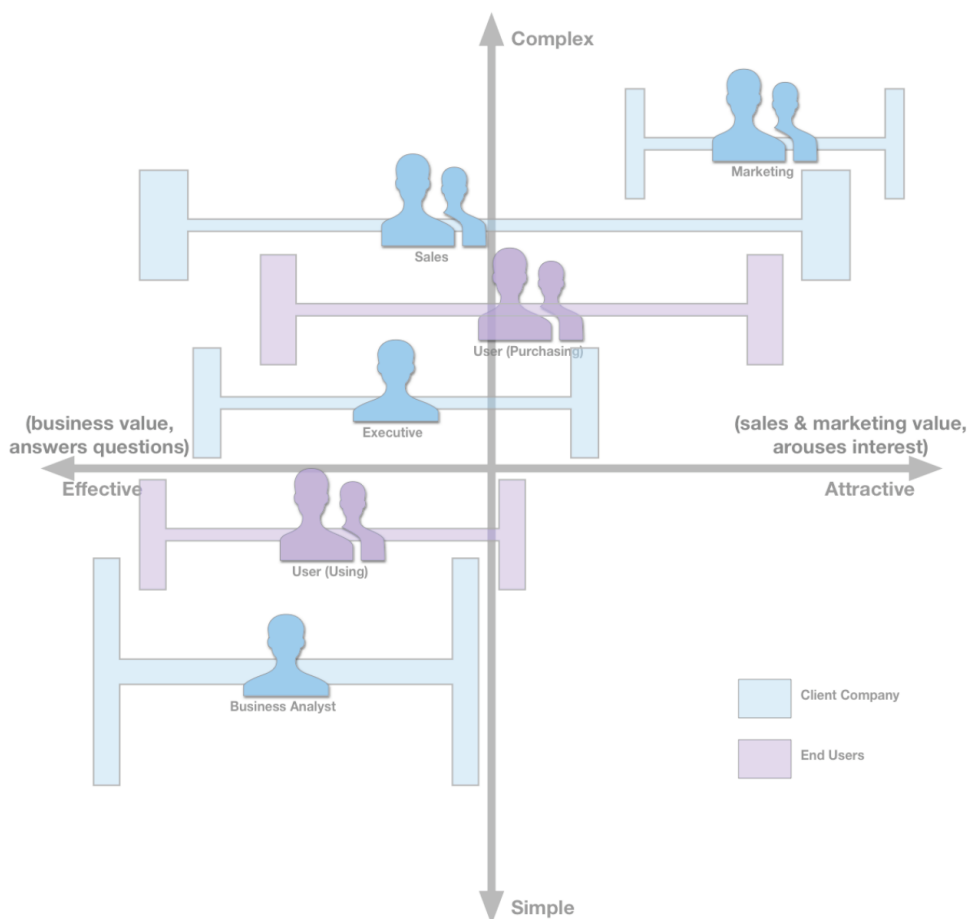 Complex
Marketing
Sales
User (Purchasing)
(business value,
answers questions)
Executive
(sales & marketing value,
arouses interest)
Effective
Attractive
User (Using)
Business Analyst
Client Company
End Users
Simple